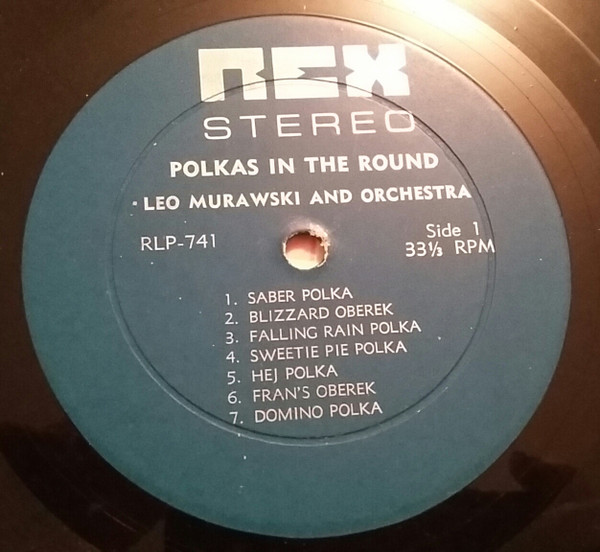 REX
STEREO
POLKAS IN THE ROUND
LEO MURAWSKI AND ORCHESTRA
RLP-741
Side 1
33⅓ RPM
1. SABER POLKA
2. BLIZZARD OBEREK
3. FALLING RAIN POLKA
4. SWEETIE PIE POLKA
5. HEJ POLKA
6. FRAN'S OBEREK
7. DOMINO POLKA